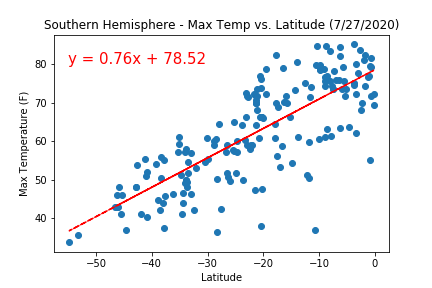 Southern Hemisphere - Max Temp vs. Latitude (7/27/2020)
y = 0.76x + 78.52
Max Temperature (F)
80
70
60
50
40
−50 −40 −30 −20 −10 0
Latitude